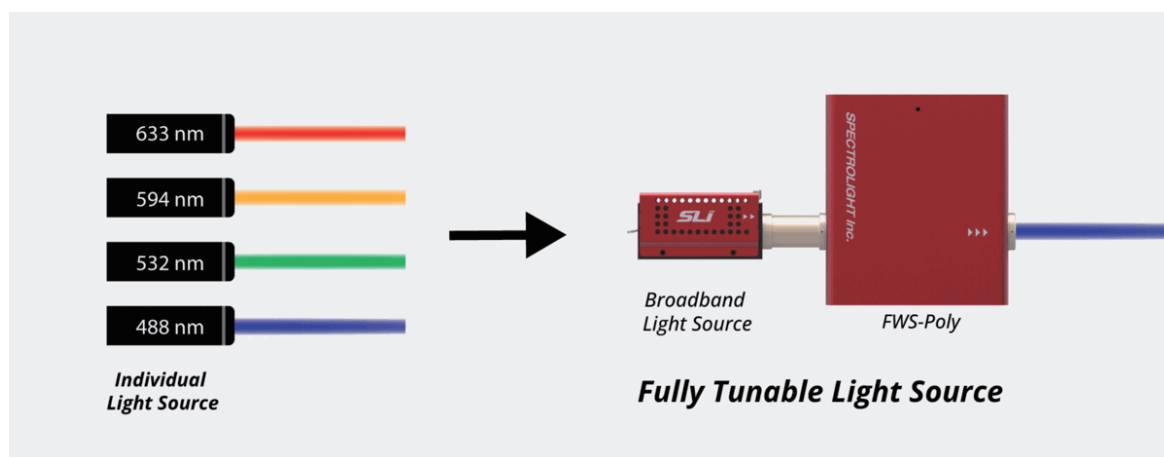 633 nm
594 nm
532 nm
488 nm
Individual
Light Source
SLi
Broadband
Light Source
SPECTROLIGHT Inc.
FWS-Poly
Fully Tunable Light Source